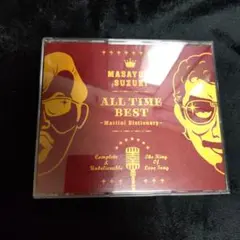 MASAYUKI
SUZUKI
ALL TIME
BEST
~Martini Dictionary~
Complete
&
Unbelievable
The King
Of
Love Song